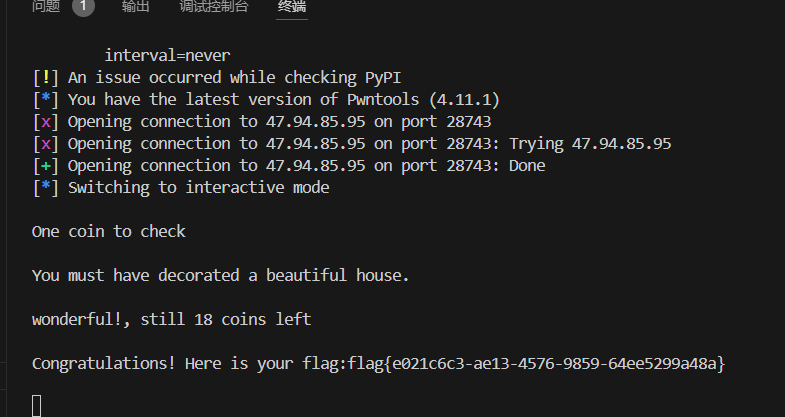 问题 1 输出 调试控制台 终端
interval=never
[!] An issue occurred while checking PyPI
[*] You have the latest version of Pwntools (4.11.1)
[x] Opening connection to 47.94.85.95 on port 28743
[x] Opening connection to 47.94.85.95 on port 28743: Trying 47.94.85.95
[+] Opening connection to 47.94.85.95 on port 28743: Done
[*] Switching to interactive mode
One coin to check
You must have decorated a beautiful house.
wonderful!, still 18 coins left
Congratulations! Here is your flag:flag{e021c6c3-ae13-4576-9859-64ee5299a48a}